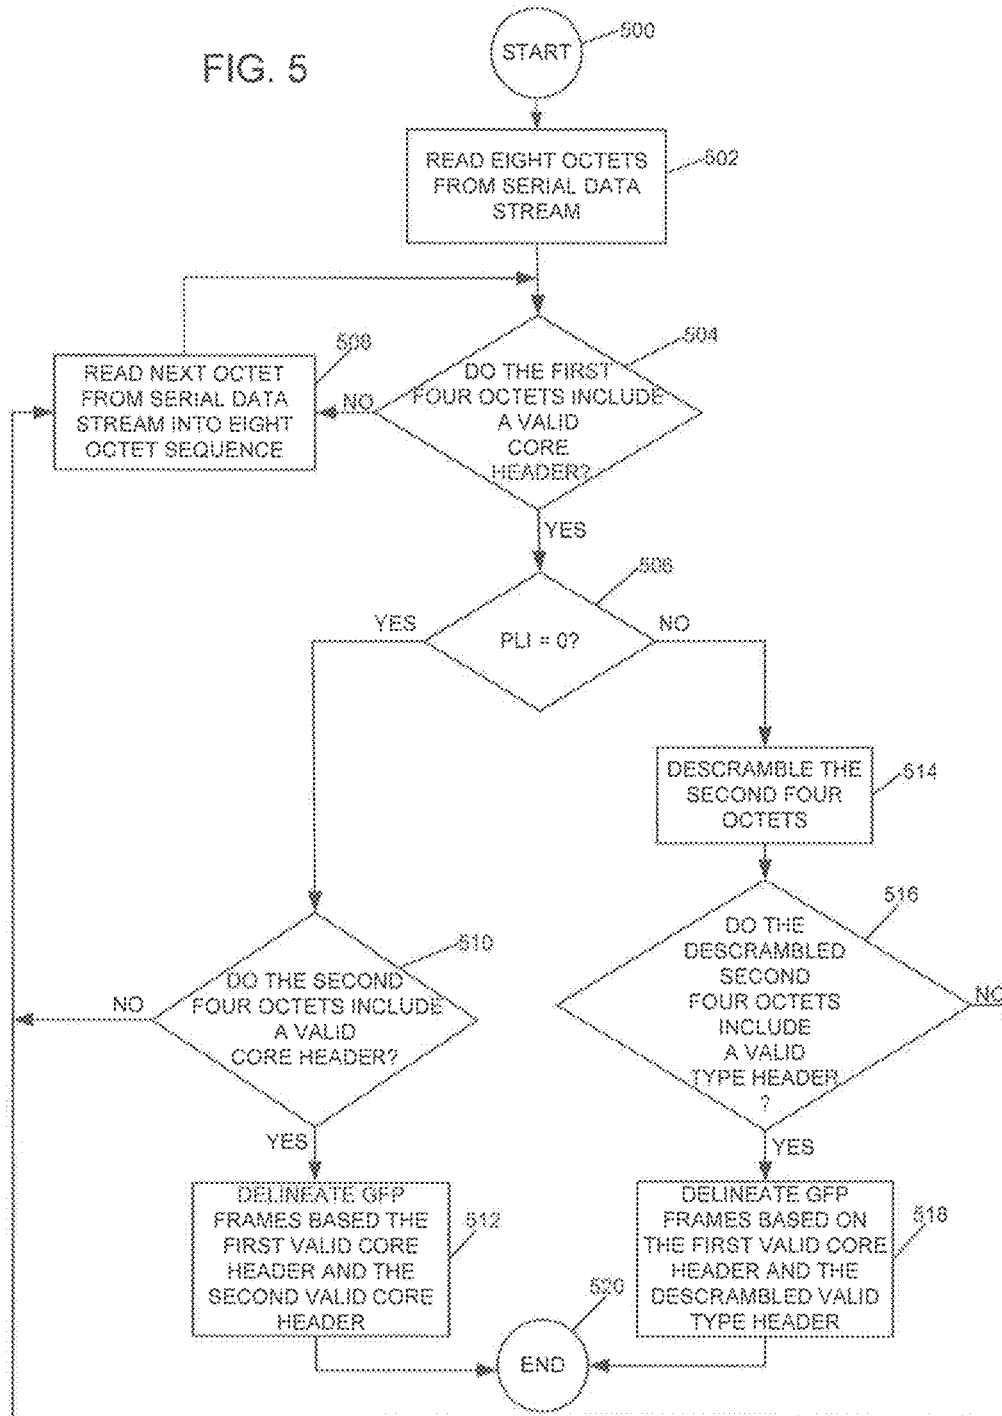 FIG. 5
START
500
READ EIGHT OCTETS
FROM SERIAL DATA
STREAM
502
DO THE FIRST
FOUR OCTETS INCLUDE
A VALID
CORE
HEADER?
504
NO
READ NEXT OCTET
FROM SERIAL DATA
STREAM INTO EIGHT
OCTET SEQUENCE
508
YES
PLI = 0?
506
YES
NO
DESCRAMBLE THE
SECOND FOUR
OCTETS
514
DO THE SECOND
FOUR OCTETS INCLUDE
A VALID
CORE HEADER?
510
NO
DO THE
DESCRAMBLED
SECOND
FOUR OCTETS
INCLUDE
A VALID
TYPE HEADER
?
516
NO
YES
YES
DELINEATE GFP
FRAMES BASED THE
FIRST VALID CORE
HEADER AND THE
SECOND VALID CORE
HEADER
512
DELINEATE GFP
FRAMES BASED ON
THE FIRST VALID CORE
HEADER AND THE
DESCRAMBLED VALID
TYPE HEADER
518
END
520